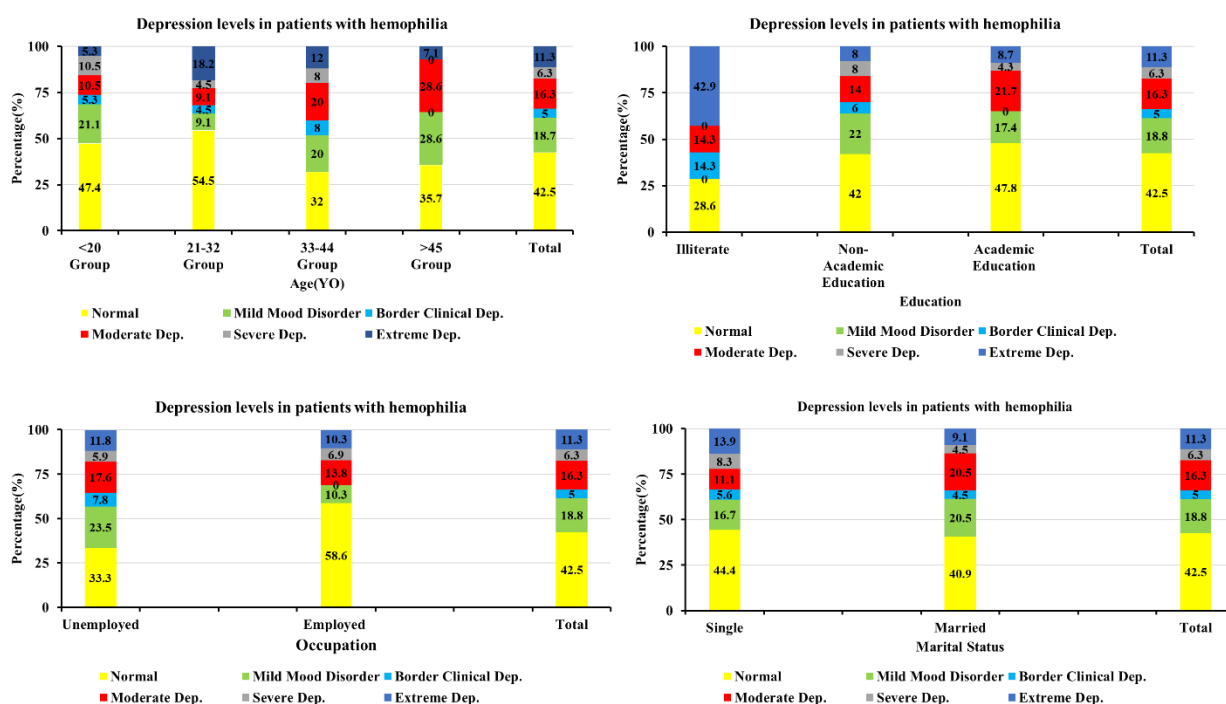 Depression levels in patients with hemophilia
Percentage(%)
100
75
50
25
0
5.3
10.5
10.5
5.3
21.1
47.4
18.2
4.5
9.1
4.5
9.1
54.5
12
8
20
8
20
32
7.1
0
28.6
0
28.6
35.7
11.3
6.3
16.3
5
18.7
42.5
<20 Group
21-32 Group
33-44 Group
>45 Group
Total
Age(YO)
Normal
Mild Mood Disorder
Border Clinical Dep.
Moderate Dep.
Severe Dep.
Extreme Dep.
Depression levels in patients with hemophilia
Percentage(%)
100
75
50
25
0
42.9
0
14.3
14.3
0
28.6
8
8
14
6
22
42
8.7
4.3
21.7
0
17.4
47.8
11.3
6.3
16.3
5
18.8
42.5
Illiterate
Non-
Academic
Education
Academic
Education
Total
Education
Normal
Mild Mood Disorder
Border Clinical Dep.
Moderate Dep.
Severe Dep.
Extreme Dep.
Depression levels in patients with hemophilia
Percentage(%)
100
75
50
25
0
11.8
5.9
17.6
7.8
23.5
33.3
10.3
6.9
13.8
0
10.3
58.6
11.3
6.3
16.3
5
18.8
42.5
Unemployed
Employed
Total
Occupation
Normal
Mild Mood Disorder
Border Clinical Dep.
Moderate Dep.
Severe Dep.
Extreme Dep.
Depression levels in patients with hemophilia
Percentage(%)
100
75
50
25
0
13.9
8.3
11.1
5.6
16.7
44.4
9.1
4.5
20.5
4.5
20.5
40.9
11.3
6.3
16.3
5
18.8
42.5
Single
Married
Total
Marital Status
Normal
Mild Mood Disorder
Border Clinical Dep.
Moderate Dep.
Severe Dep.
Extreme Dep.